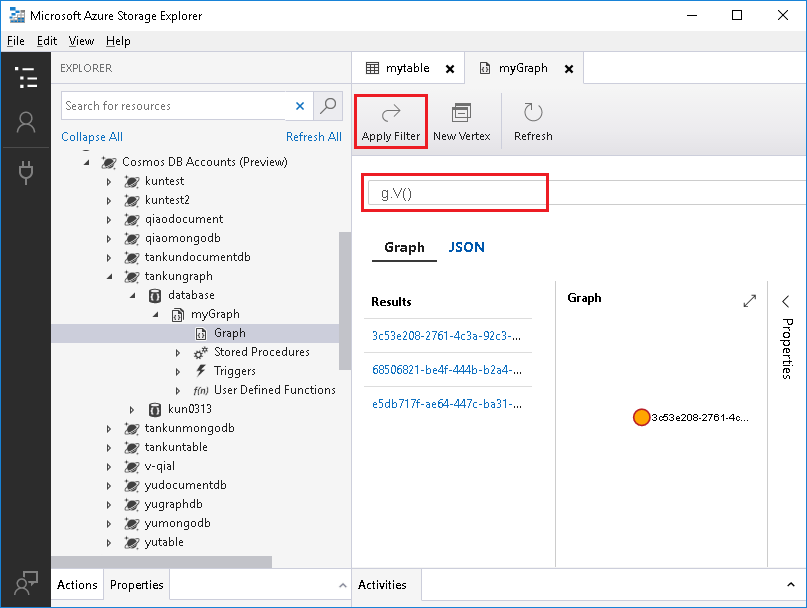 Microsoft Azure Storage Explorer
File Edit View Help
EXPLORER
Search for resources
Collapse All Refresh All
Cosmos DB Accounts (Preview)
kuntest
kuntest2
qiaodocument
qiaomongodb
tankundocumentdb
tankungraph
database
myGraph
Graph
Stored Procedures
Triggers
f(n) User Defined Functions
kun0313
tankunmongodb
tankuntable
v-qial
yudocumentdb
yugraphdb
yumongodb
yutable
Actions Properties
mytable myGraph
Apply Filter New Vertex Refresh
g.V()
Graph JSON
Results
3c53e208-2761-4c3a-92c3-...
68506821-be4f-444b-b2a4-...
e5db717f-ae64-447c-ba31-...
Graph
3c53e208-2761-4c...
Properties
Activities